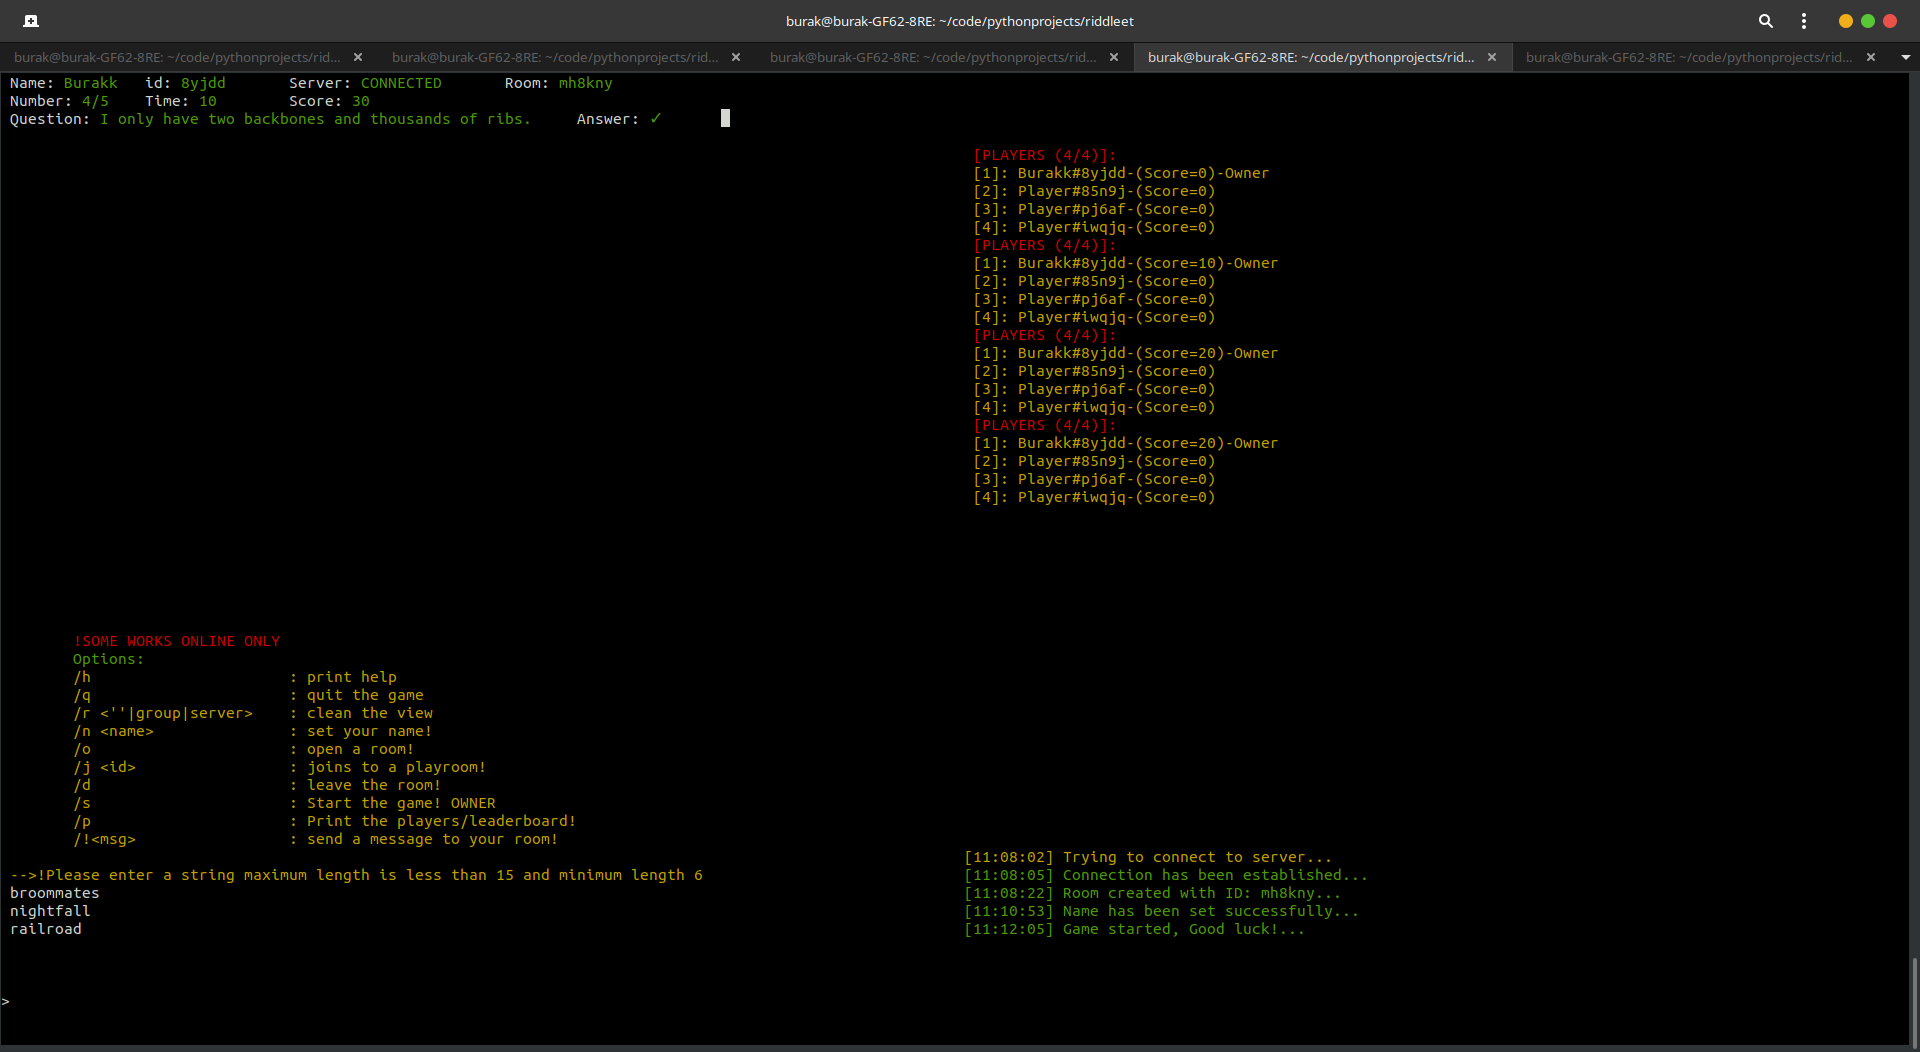 burak@burak-GF62-8RE: ~/code/pythonprojects/riddleet
burak@burak-GF62-8RE: ~/code/pythonprojects/ridd...
burak@burak-GF62-8RE: ~/code/pythonprojects/rid...
burak@burak-GF62-8RE: ~/code/pythonprojects/rid...
burak@burak-GF62-8RE: ~/code/pythonprojects/rid...
burak@burak-GF62-8RE: ~/code/pythonprojects/rid...
Name: Burakk id: 8yjdd Server: CONNECTED Room: mh8kny
Number: 4/5 Time: 10 Score: 30
Question: I only have two backbones and thousands of ribs. Answer: ✓
[PLAYERS (4/4)]:
[1]: Burakk#8yjdd-(Score=0)-Owner
[2]: Player#85n9j-(Score=0)
[3]: Player#pj6af-(Score=0)
[4]: Player#iwqjq-(Score=0)
[PLAYERS (4/4)]:
[1]: Burakk#8yjdd-(Score=10)-Owner
[2]: Player#85n9j-(Score=0)
[3]: Player#pj6af-(Score=0)
[4]: Player#iwqjq-(Score=0)
[PLAYERS (4/4)]:
[1]: Burakk#8yjdd-(Score=20)-Owner
[2]: Player#85n9j-(Score=0)
[3]: Player#pj6af-(Score=0)
[4]: Player#iwqjq-(Score=0)
[PLAYERS (4/4)]:
[1]: Burakk#8yjdd-(Score=20)-Owner
[2]: Player#85n9j-(Score=0)
[3]: Player#pj6af-(Score=0)
[4]: Player#iwqjq-(Score=0)
!SOME WORKS ONLINE ONLY
Options:
/h : print help
/q : quit the game
/r <''|group|server> : clean the view
/n <name> : set your name!
/o : open a room!
/j <id> : joins to a playroom!
/d : leave the room!
/s : Start the game! OWNER
/p : Print the players/leaderboard!
/!<msg> : send a message to your room!
-->!Please enter a string maximum length is less than 15 and minimum length 6
broommates
nightfall
railroad
[11:08:02] Trying to connect to server...
[11:08:05] Connection has been established...
[11:08:22] Room created with ID: mh8kny...
[11:10:53] Name has been set successfully...
[11:12:05] Game started, Good luck!...
>